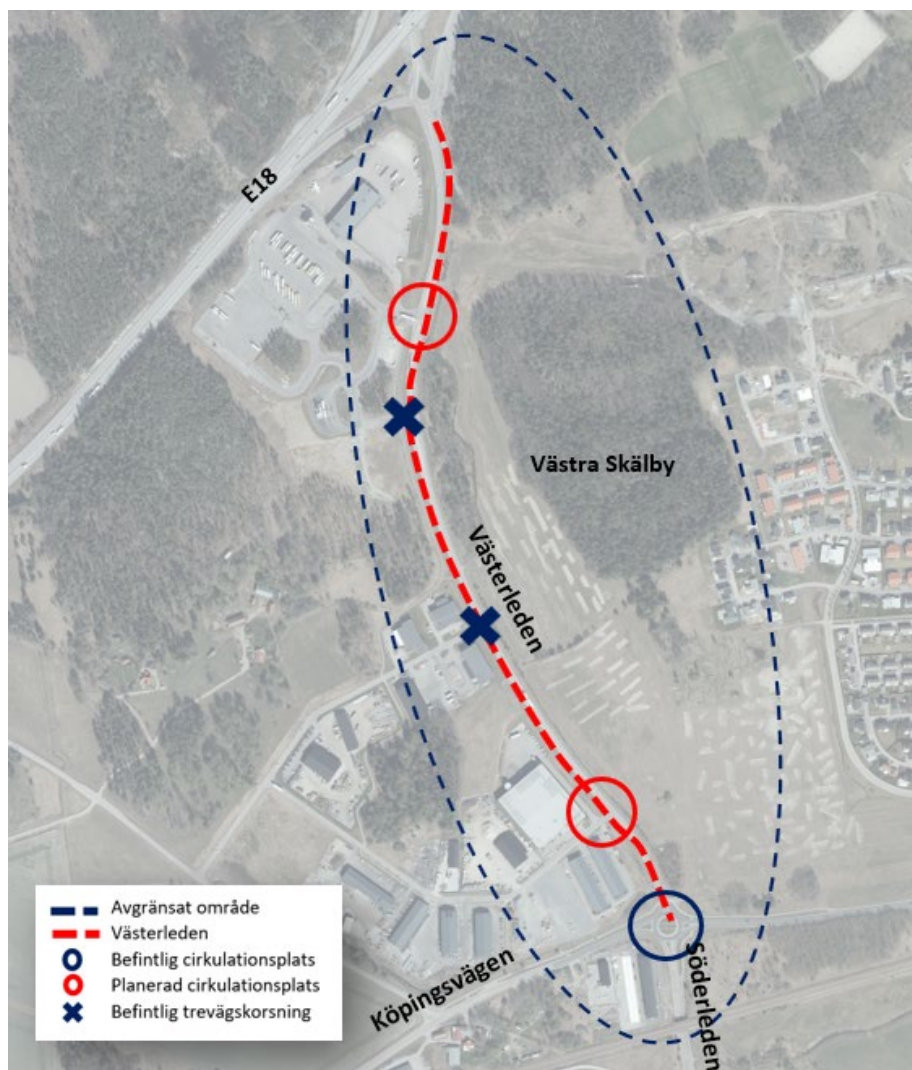 E18
Västra Skälby
Västerleden
Köpingsvägen
Söderleden
Avgränsat område
Västerleden
Befintlig cirkulationsplats
Planerad cirkulationsplats
Befintlig trevägskorsning